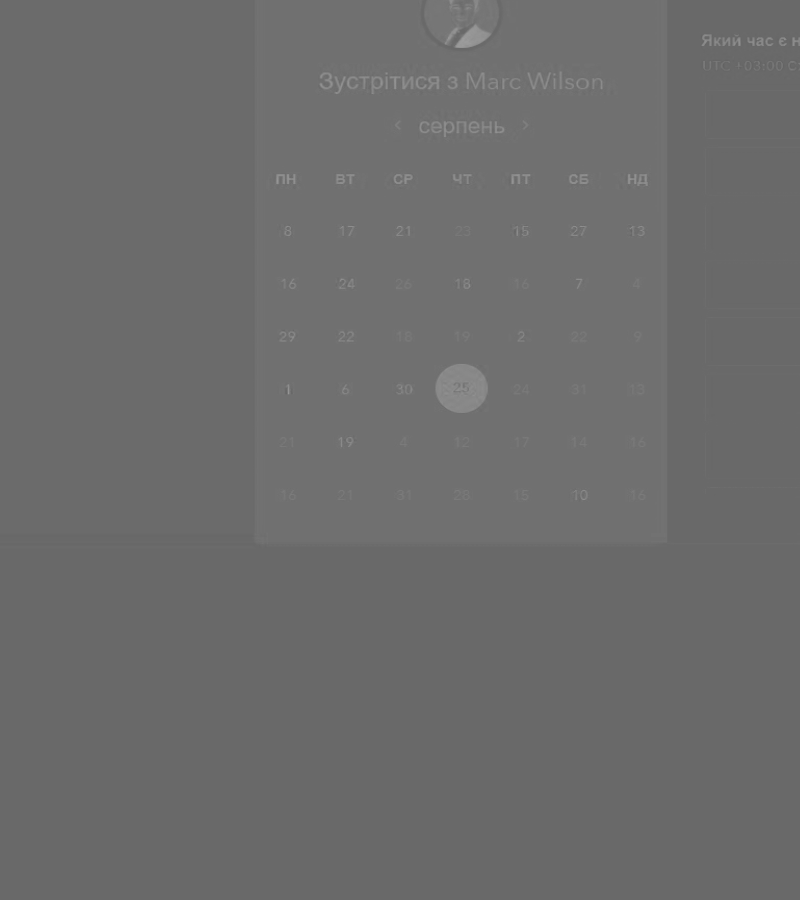 Зустрітися з Marc Wilson
‹ серпень ›
ПН ВТ СР ЧТ ПТ СБ НД
6 17 21 23 15 27 13
16 24 26 18 16 7 4
29 22 18 19 2 22 9
1 6 30 25 24 31 13
21 19 4 12 17 14 16
16 21 31 28 15 10 16
Який час є
UTC +03:00